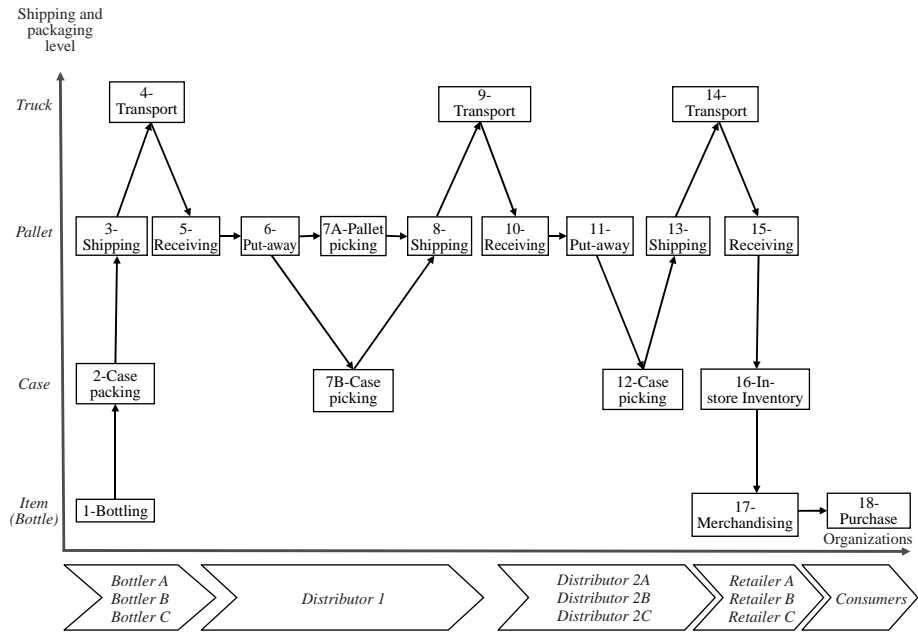 Shipping and
packaging
level
Truck
4-
Transport
9-
Transport
14-
Transport
Pallet
3-
Shipping
5-
Receiving
6-
Put-away
7A-Pallet
picking
8-
Shipping
10-
Receiving
11-
Put-away
13-
Shipping
15-
Receiving
Case
2-Case
packing
7B-Case
picking
12-Case
picking
16-In-
store Inventory
Item
(Bottle)
1-Bottling
17-
Merchandising
18-
Purchase
Organizations
Bottler A
Bottler B
Bottler C
Distributor 1
Distributor 2A
Distributor 2B
Distributor 2C
Retailer A
Retailer B
Retailer C
Consumers